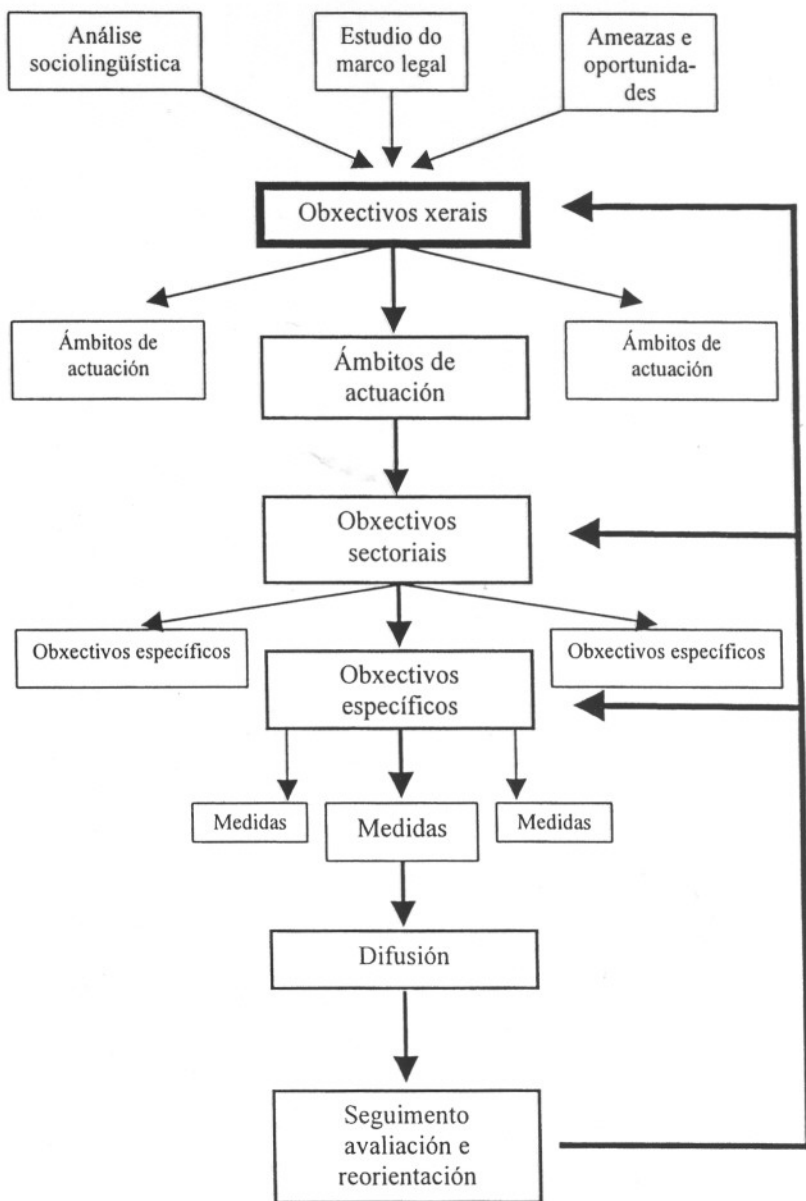 Análise
sociolingüística
Estudio do
marco legal
Ameazas e
oportunida-
des
Obxectivos xerais
Ámbitos de
actuación
Ámbitos de
actuación
Ámbitos de
actuación
Obxectivos
sectoriais
Obxectivos específicos
Obxectivos
específicos
Obxectivos específicos
Medidas
Medidas
Medidas
Difusión
Seguimento
avaliación e
reorientación